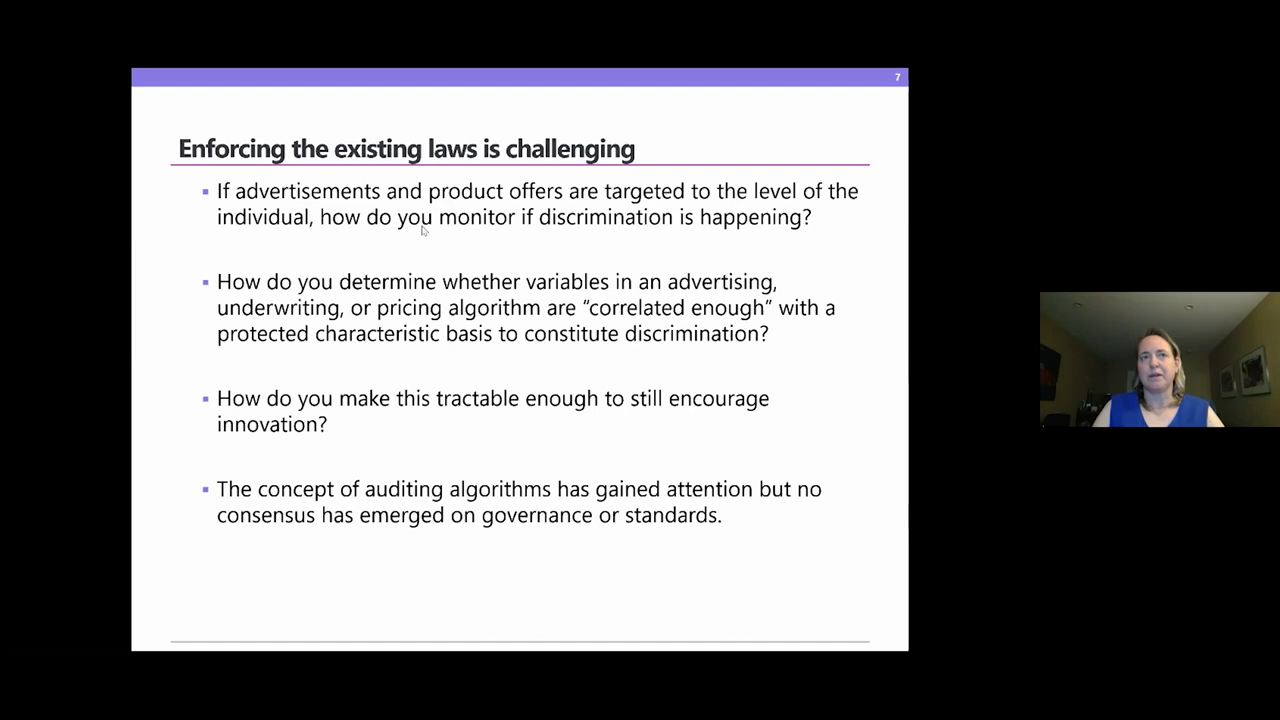 7
Enforcing the existing laws is challenging
▪ If advertisements and product offers are targeted to the level of the
individual, how do you monitor if discrimination is happening?
▪ How do you determine whether variables in an advertising,
underwriting, or pricing algorithm are “correlated enough” with a
protected characteristic basis to constitute discrimination?
▪ How do you make this tractable enough to still encourage
innovation?
▪ The concept of auditing algorithms has gained attention but no
consensus has emerged on governance or standards.